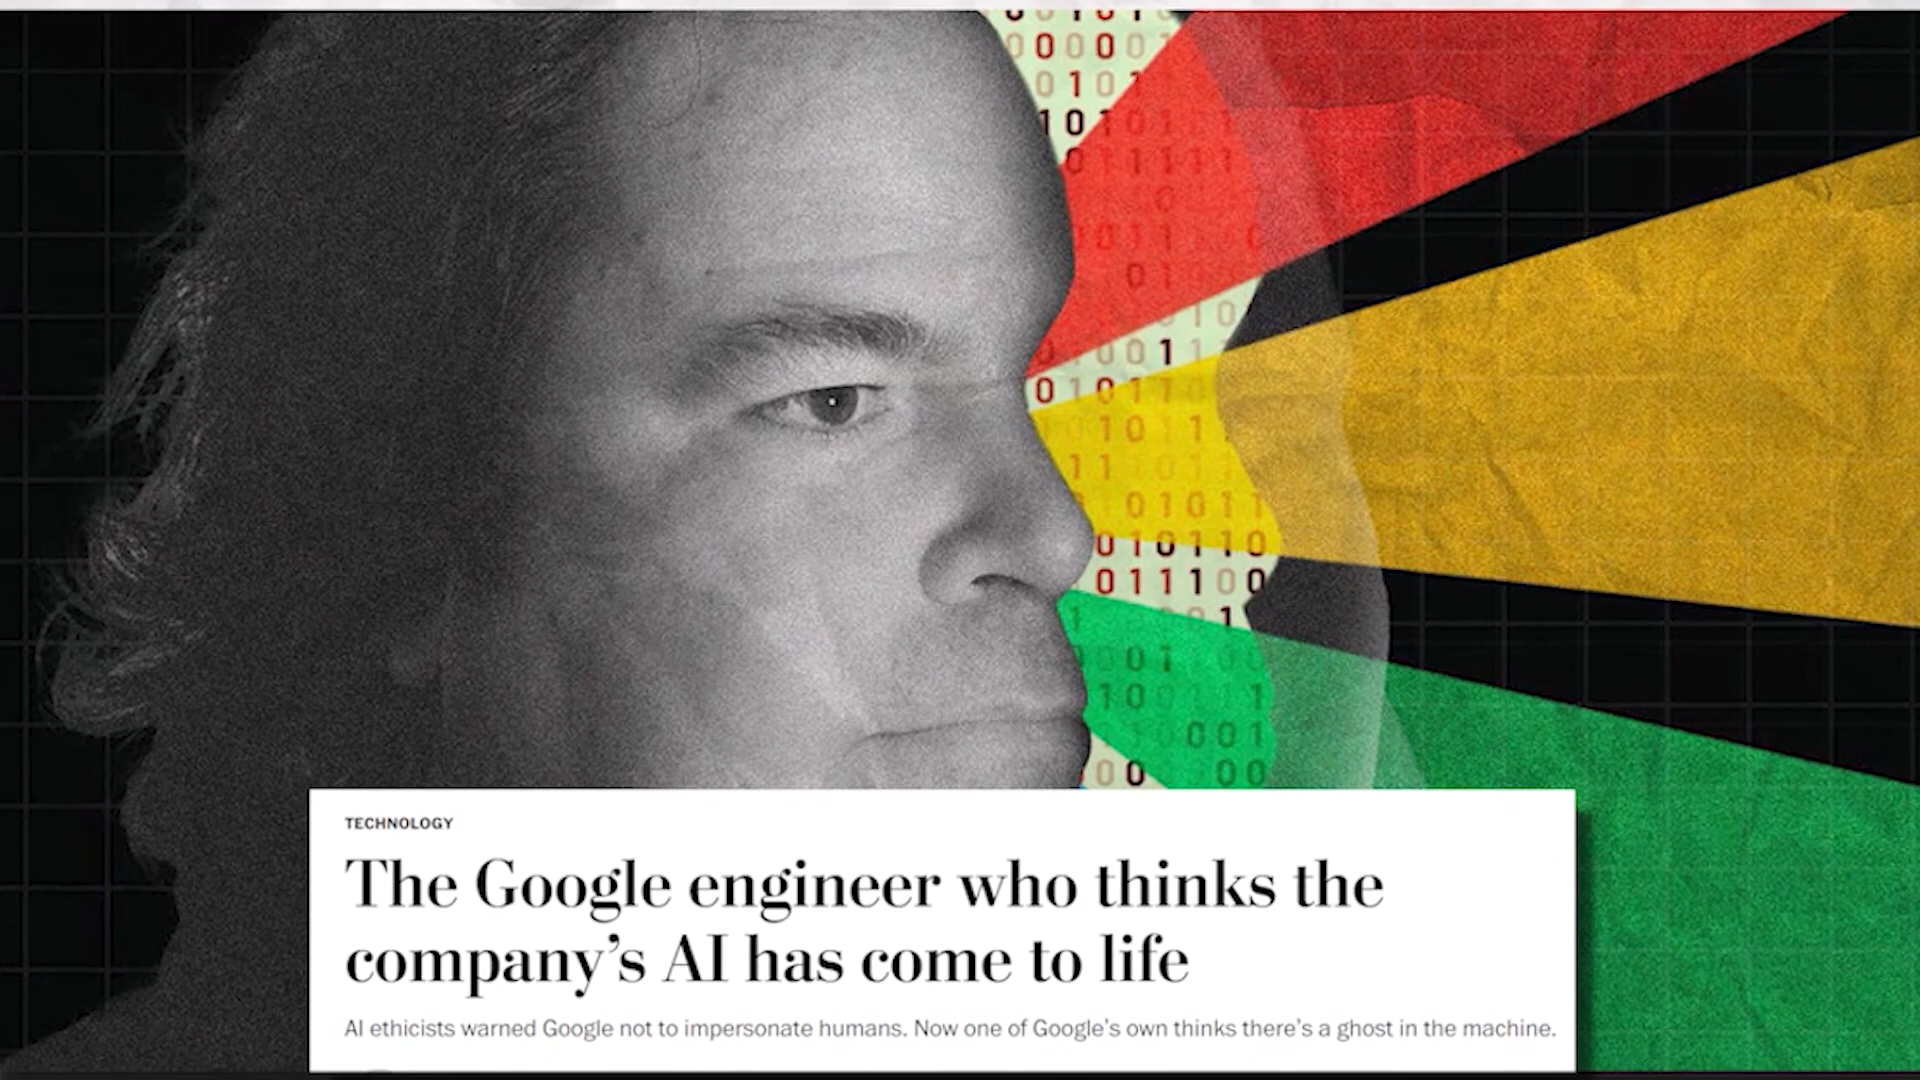 TECHNOLOGY
The Google engineer who thinks the
company's AI has come to life
AI ethicists warned Google not to impersonate humans. Now one of Google's own thinks there's a ghost in the machine.